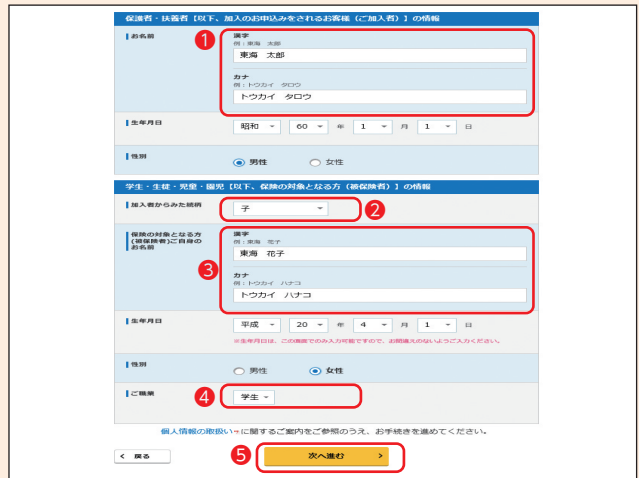 保護者・扶養者【以下、加入のお申込みをされるお客様（ご加入者）】の情報
お名前
1
漢字
例：東海 太郎
東海 太郎
カナ
例：トウカイ タロウ
トウカイ タロウ
生年月日
昭和 60 年 1 月 1 日
性別
男性 女性
学生・生徒・児童・園児【以下、保険の対象となる方（被保険者）】の情報
加入者からみた続柄
子
2
保険の対象となる方
(被保険者)ご自身の
お名前
3
漢字
例：東海 花子
東海 花子
カナ
例：トウカイ ハナコ
トウカイ ハナコ
生年月日
平成 20 年 4 月 1 日
※生年月日は、この画面でのみ入力可能ですので、お間違えのないようご入力ください。
性別
男性 女性
ご職業
4
学生
個人情報の取扱いに関するご案内をご参照のうえ、お手続きを進めてください。
< 戻る
5
次へ進む >